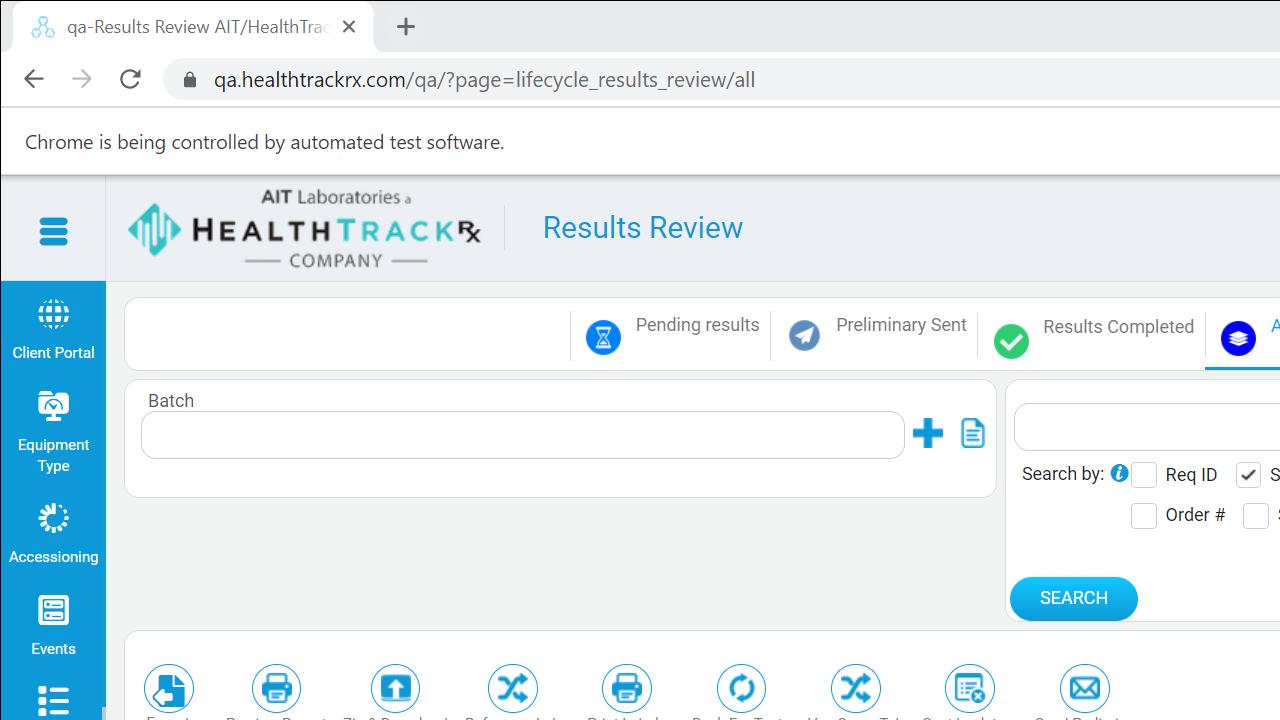 qa-Results Review AIT/HealthTrac
qa.healthtrackrx.com/qa/?page=lifecycle_results_review/all
Chrome is being controlled by automated test software.
AIT Laboratories a
HEALTHTRACKRx
COMPANY
Results Review
Client Portal
Equipment
Type
Accessioning
Events
Pending results
Preliminary Sent
Results Completed
A
Batch
Search by:
Req ID
S
Order #
SEARCH